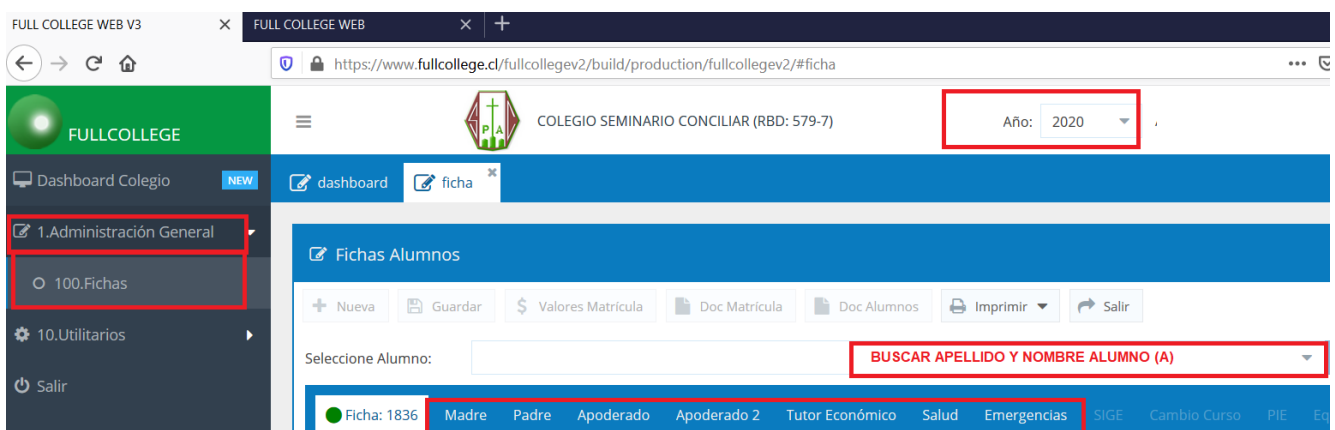 FULL COLLEGE WEB V3 FULL COLLEGE WEB
https://www.fullcollege.cl/fullcollegev2/build/production/fullcollegev2/#ficha
FULLCOLLEGE PA COLEGIO SEMINARIO CONCILIAR (RBD: 579-7) Año: 2020
Dashboard Colegio NEW dashboard ficha
1.Administración General
Fichas Alumnos
100.Fichas
Nueva Guardar $ Valores Matrícula Doc Matrícula Doc Alumnos Imprimir Salir
10.Utilitarios
Seleccione Alumno: BUSCAR APELLIDO Y NOMBRE ALUMNO (A)
Salir
Ficha: 1836 Madre Padre Apoderado Apoderado 2 Tutor Económico Salud Emergencias SIGE Cambio Curso PIE